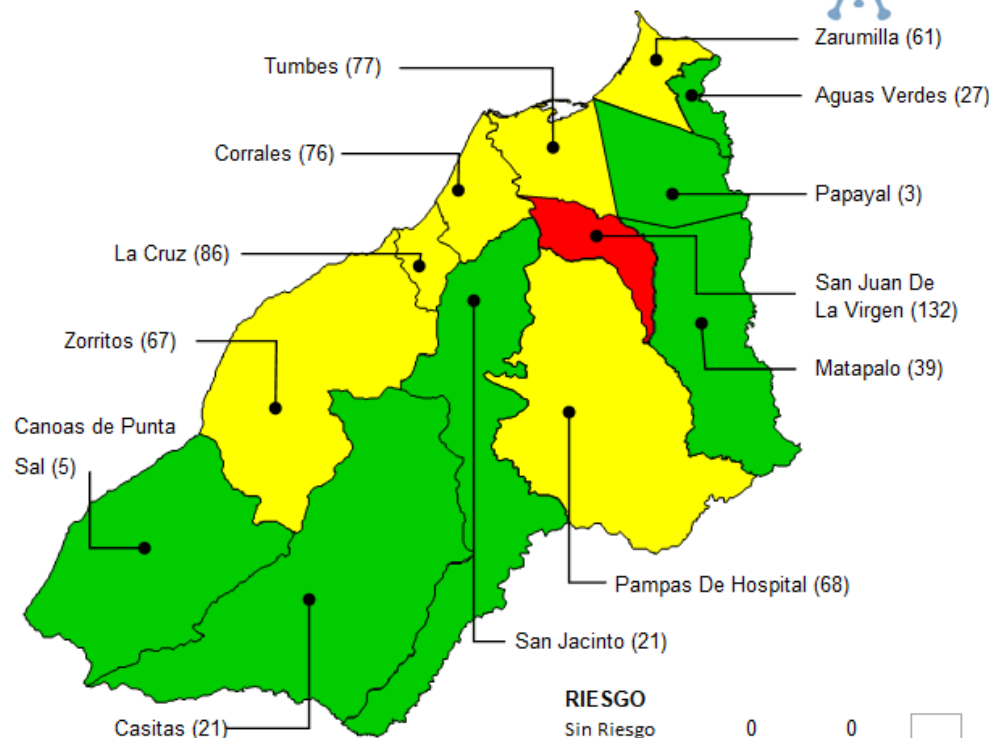 Zarumilla (61)
Tumbes (77)
Aguas Verdes (27)
Corrales (76)
Papayal (3)
La Cruz (86)
San Juan De
La Virgen (132)
Zorritos (67)
Matapalo (39)
Canoas de Punta
Sal (5)
Pampas De Hospital (68)
San Jacinto (21)
Casitas (21)
RIESGO
Sin Riesgo 0 0